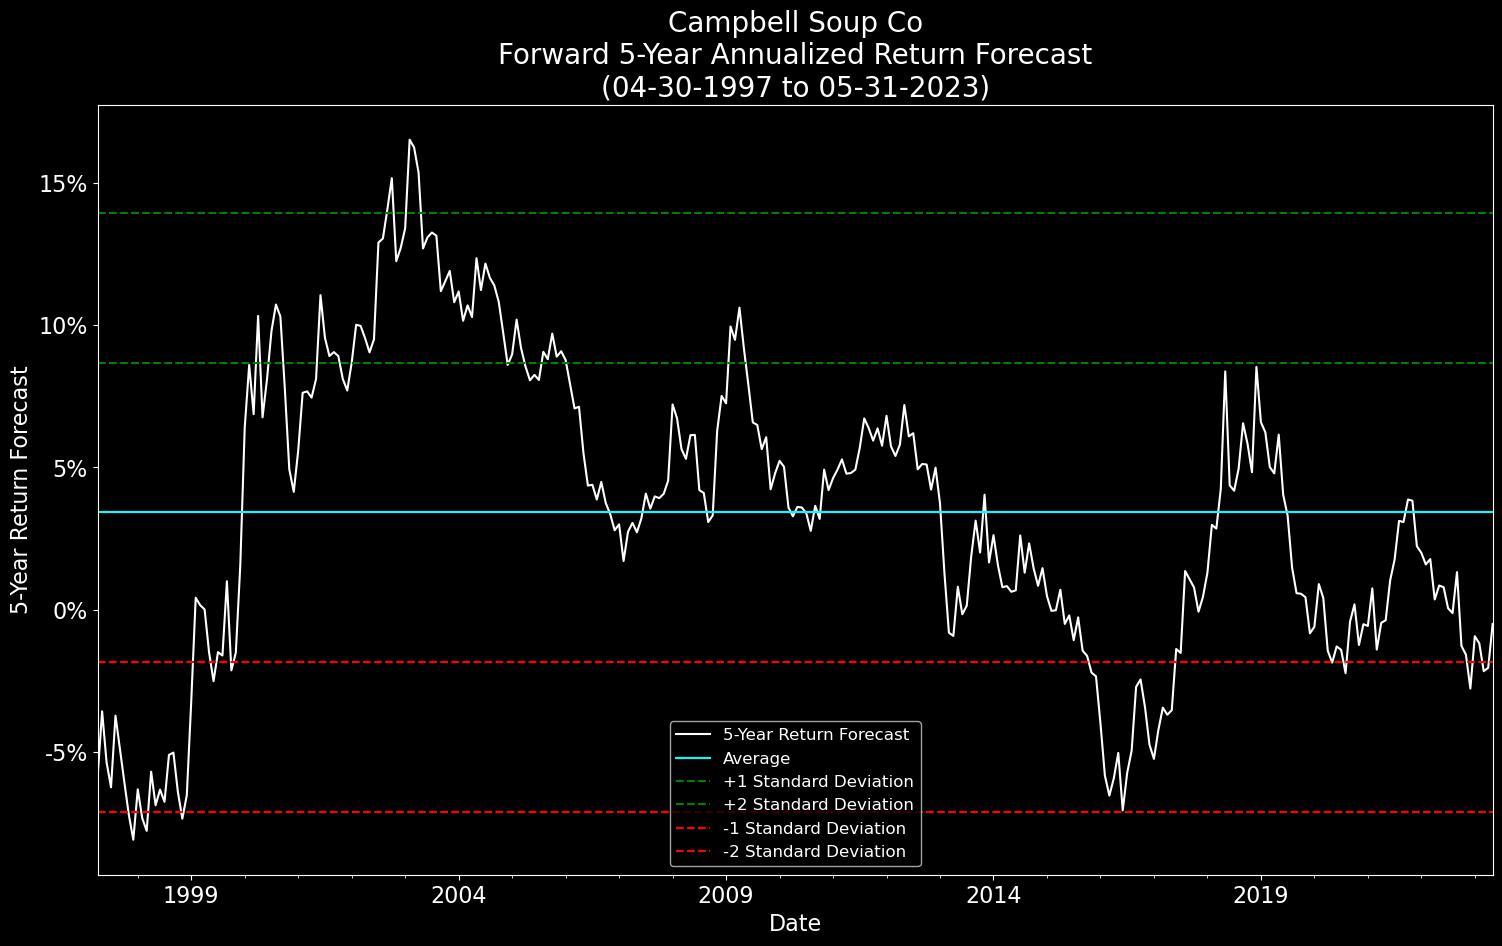 Campbell Soup Co
Forward 5-Year Annualized Return Forecast
(04-30-1997 to 05-31-2023)
5-Year Return Forecast
15%
10%
5%
0%
-5%
5-Year Return Forecast
Average
+1 Standard Deviation
+2 Standard Deviation
-1 Standard Deviation
-2 Standard Deviation
1999 2004 2009 2014 2019
Date